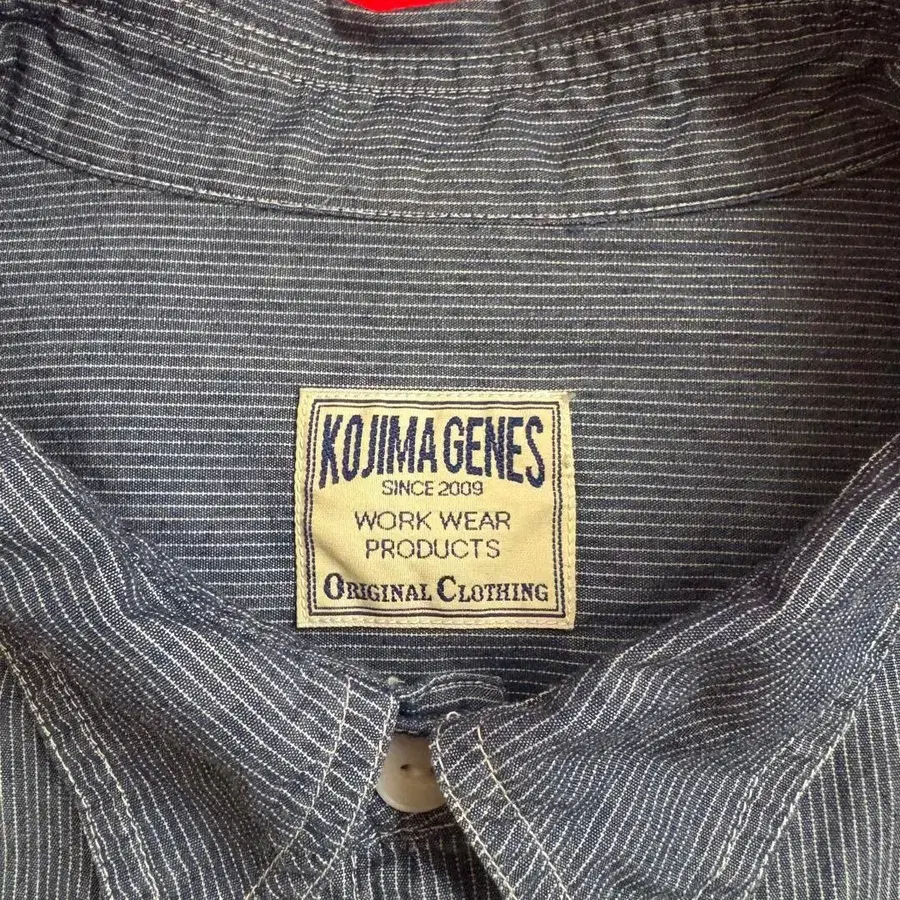 KOJIMA GENES
SINCE 2009
WORK WEAR
PRODUCTS
ORIGINAL CLOTHING